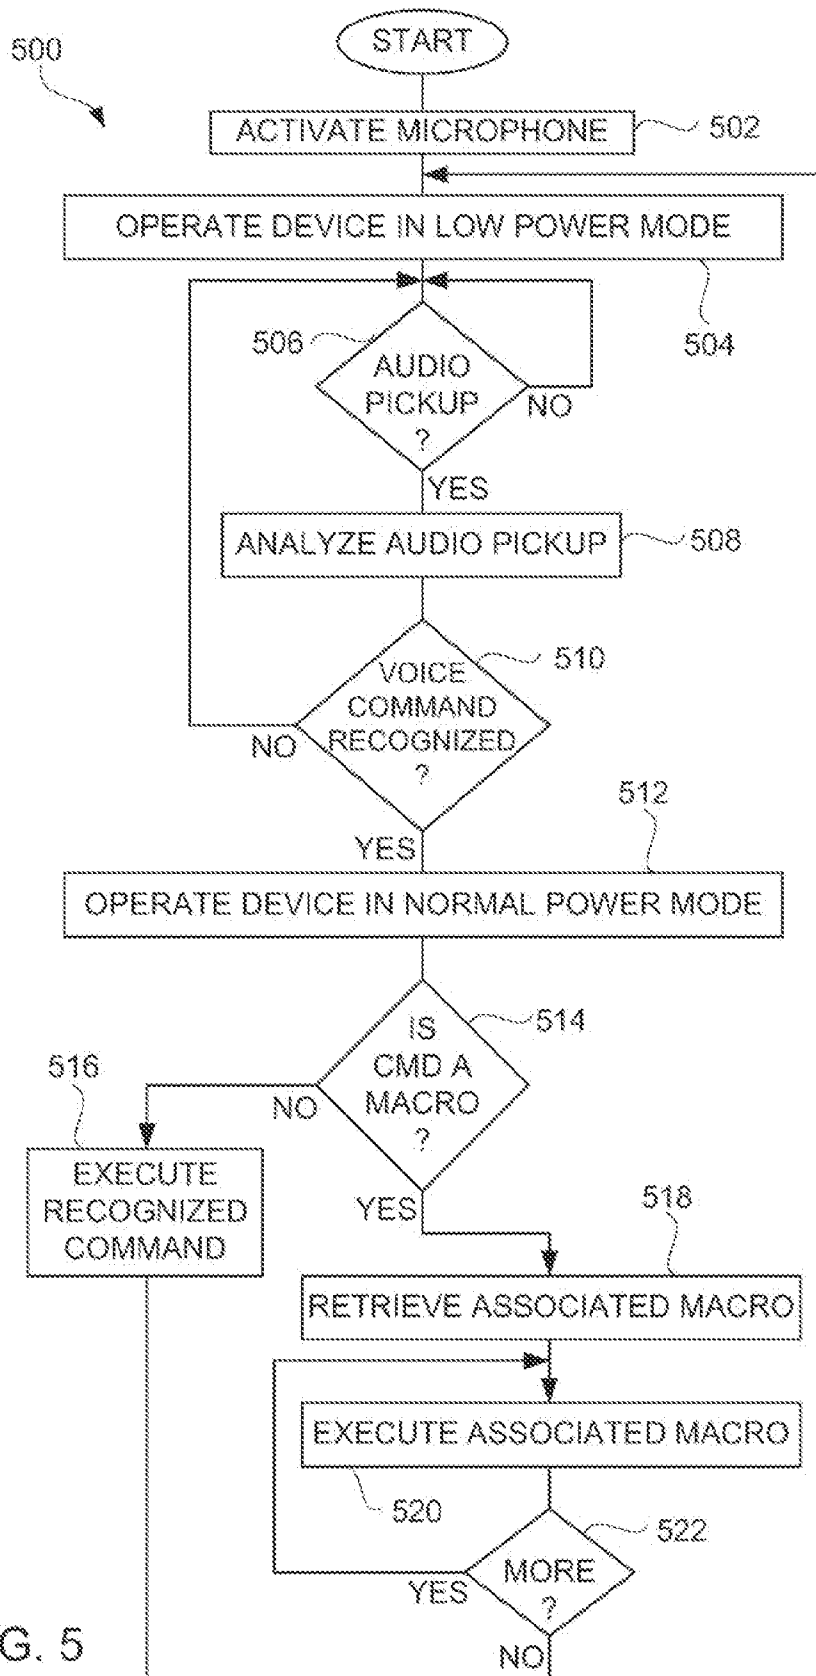 START
500
ACTIVATE MICROPHONE
502
OPERATE DEVICE IN LOW POWER MODE
504
506
AUDIO
PICKUP
?
NO
YES
ANALYZE AUDIO PICKUP
508
510
VOICE
COMMAND
RECOGNIZED
?
NO
YES
512
OPERATE DEVICE IN NORMAL POWER MODE
514
IS
CMD A
MACRO
?
NO
YES
516
EXECUTE
RECOGNIZED
COMMAND
518
RETRIEVE ASSOCIATED MACRO
EXECUTE ASSOCIATED MACRO
520
522
MORE
?
YES
NO
G. 5